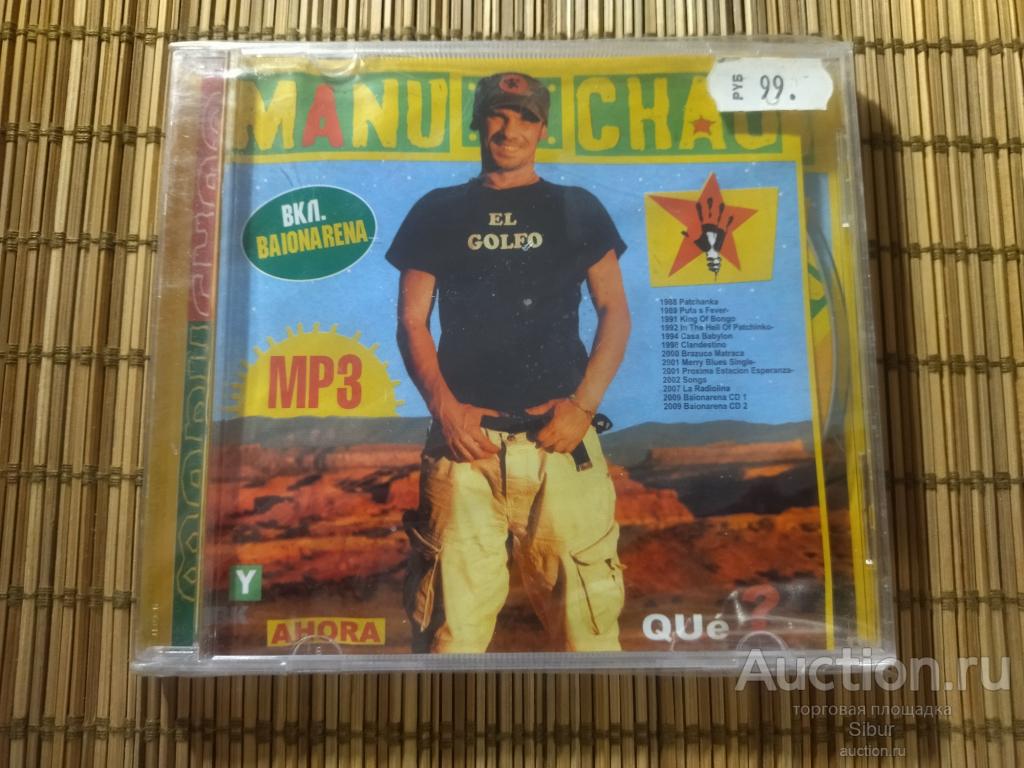 MANU CHAO
РУБ 99.
ВКЛ.
BAIONARENA
EL
GOLFO
MP3
1988 Patchanka
1989 Puta s Fever-
1991 King Of Bongo
1992 In The Hell Of Patchinko-
1994 Casa Babylon
1998 Clandestino
2000 Brazuca Matraca
2001 Merry Blues Single-
2001 Proxima Estacion Esperanza-
2002 Songs
2007 La Radiolina
2009 Baionarena CD 1
2009 Baionarena CD 2
Y
AHORA
QUé ?
Auction.ru
торговая площадка
Sibur
auction.ru